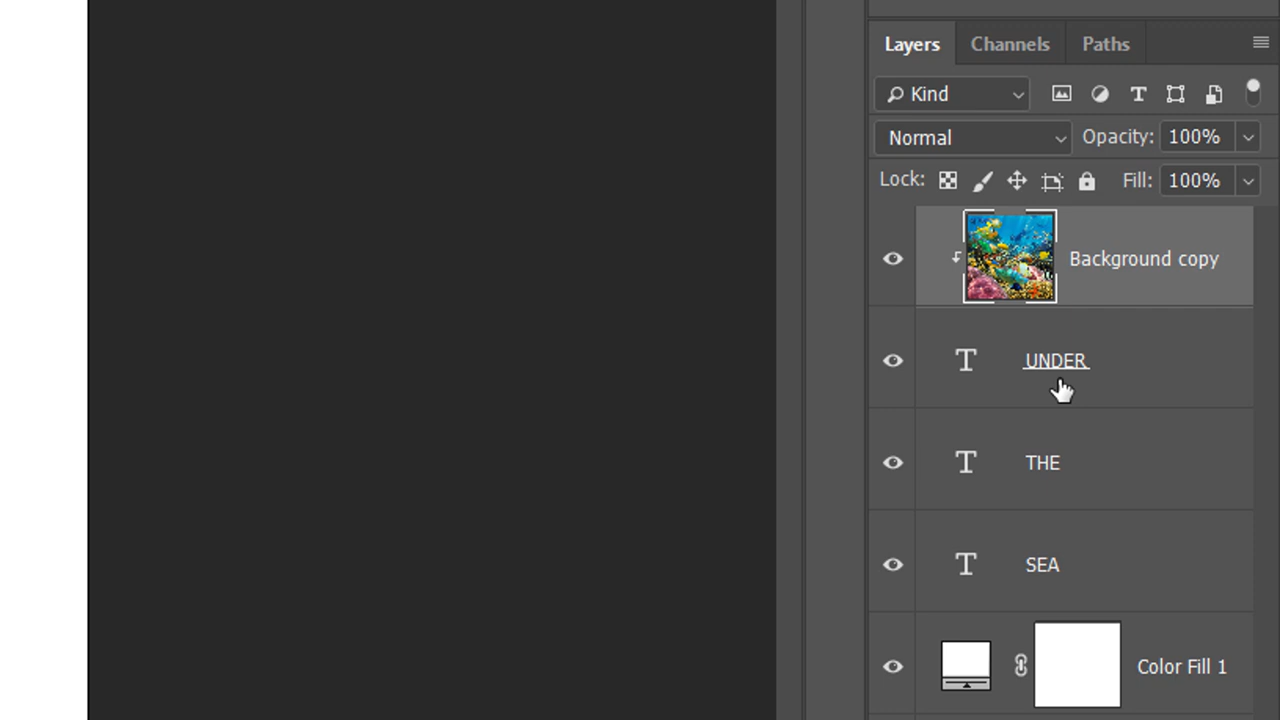 Layers Channels Paths
Kind
Normal Opacity: 100%
Lock: Fill: 100%
Background copy
UNDER
THE
SEA
Color Fill 1